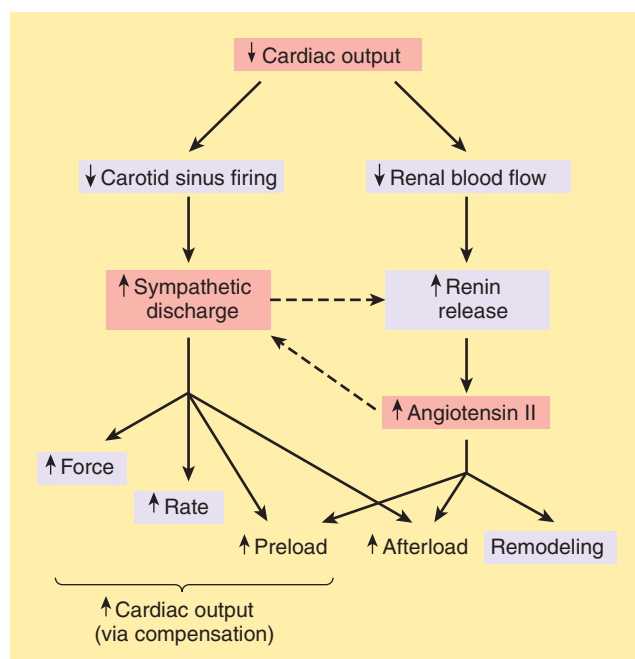 ↓ Cardiac output
↓ Carotid sinus firing
↓ Renal blood flow
↑ Sympathetic
discharge
↑ Renin
release
↑ Angiotensin II
↑ Force
↑ Rate
↑ Preload
↑ Afterload
Remodeling
↑ Cardiac output
(via compensation)